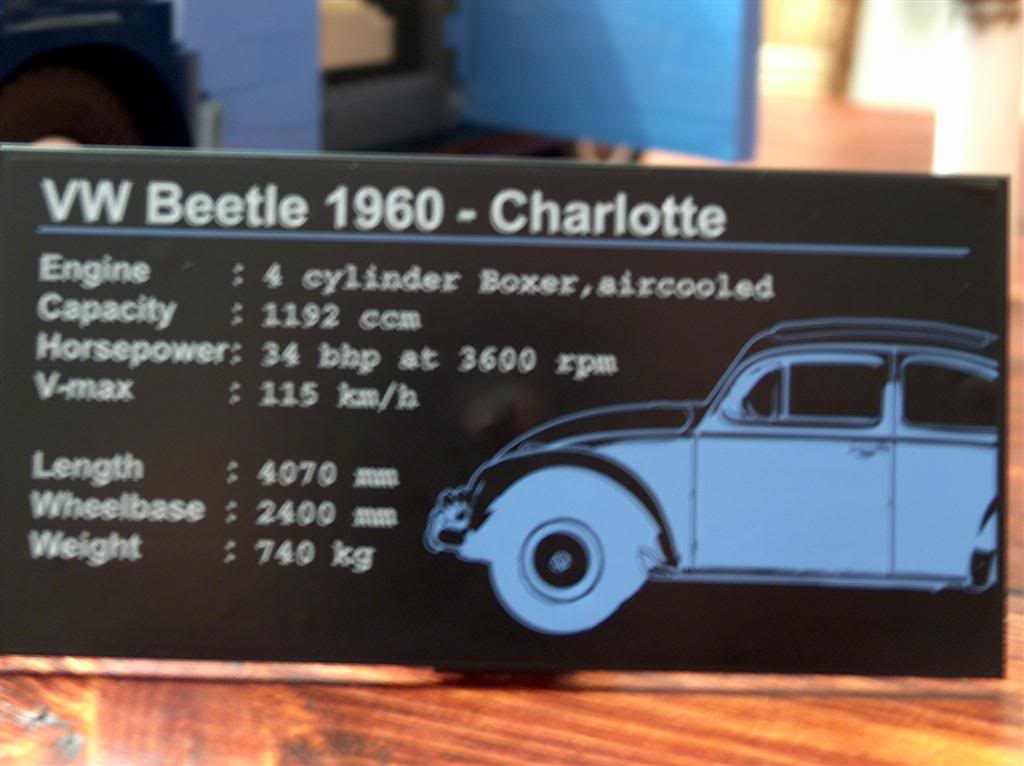 VW Beetle 1960 - Charlotte
Engine : 4 cylinder Boxer,aircooled
Capacity : 1192 ccm
Horsepower: 34 bhp at 3600 rpm
V-max : 115 km/h
Length : 4070 mm
Wheelbase : 2400 mm
Weight : 740 kg